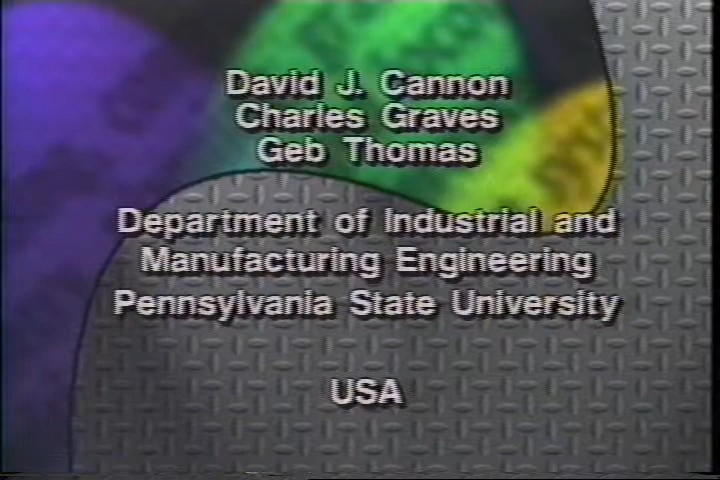 David J. Cannon
Charles Graves
Geb Thomas
Department of Industrial and
Manufacturing Engineering
Pennsylvania State University
USA